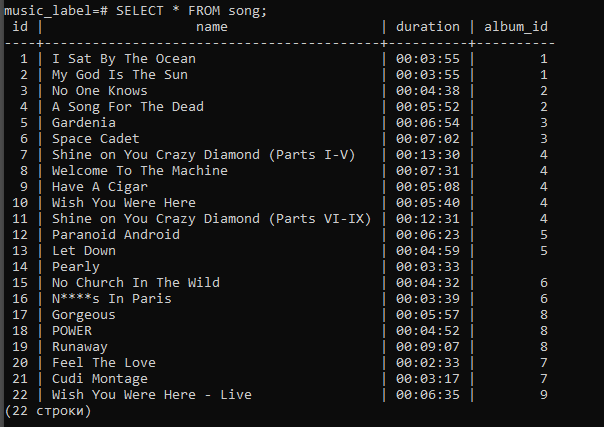 music_label=# SELECT * FROM song;
 id |                   name                   | duration | album_id
----+------------------------------------------+----------+----------
  1 | I Sat By The Ocean                       | 00:03:55 |        1
  2 | My God Is The Sun                        | 00:03:55 |        1
  3 | No One Knows                             | 00:04:38 |        2
  4 | A Song For The Dead                      | 00:05:52 |        2
  5 | Gardenia                                 | 00:06:54 |        3
  6 | Space Cadet                              | 00:07:02 |        3
  7 | Shine on You Crazy Diamond (Parts I-V)   | 00:13:30 |        4
  8 | Welcome To The Machine                   | 00:07:31 |        4
  9 | Have A Cigar                             | 00:05:08 |        4
 10 | Wish You Were Here                       | 00:05:40 |        4
 11 | Shine on You Crazy Diamond (Parts VI-IX) | 00:12:31 |        4
 12 | Paranoid Android                         | 00:06:23 |        5
 13 | Let Down                                 | 00:04:59 |        5
 14 | Pearly                                   | 00:03:33 |
 15 | No Church In The Wild                    | 00:04:32 |        6
 16 | N****s In Paris                          | 00:03:39 |        6
 17 | Gorgeous                                 | 00:05:57 |        8
 18 | POWER                                    | 00:04:52 |        8
 19 | Runaway                                  | 00:09:07 |        8
 20 | Feel The Love                            | 00:02:33 |        7
 21 | Cudi Montage                             | 00:03:17 |        7
 22 | Wish You Were Here - Live                | 00:06:35 |        9
(22 строки)